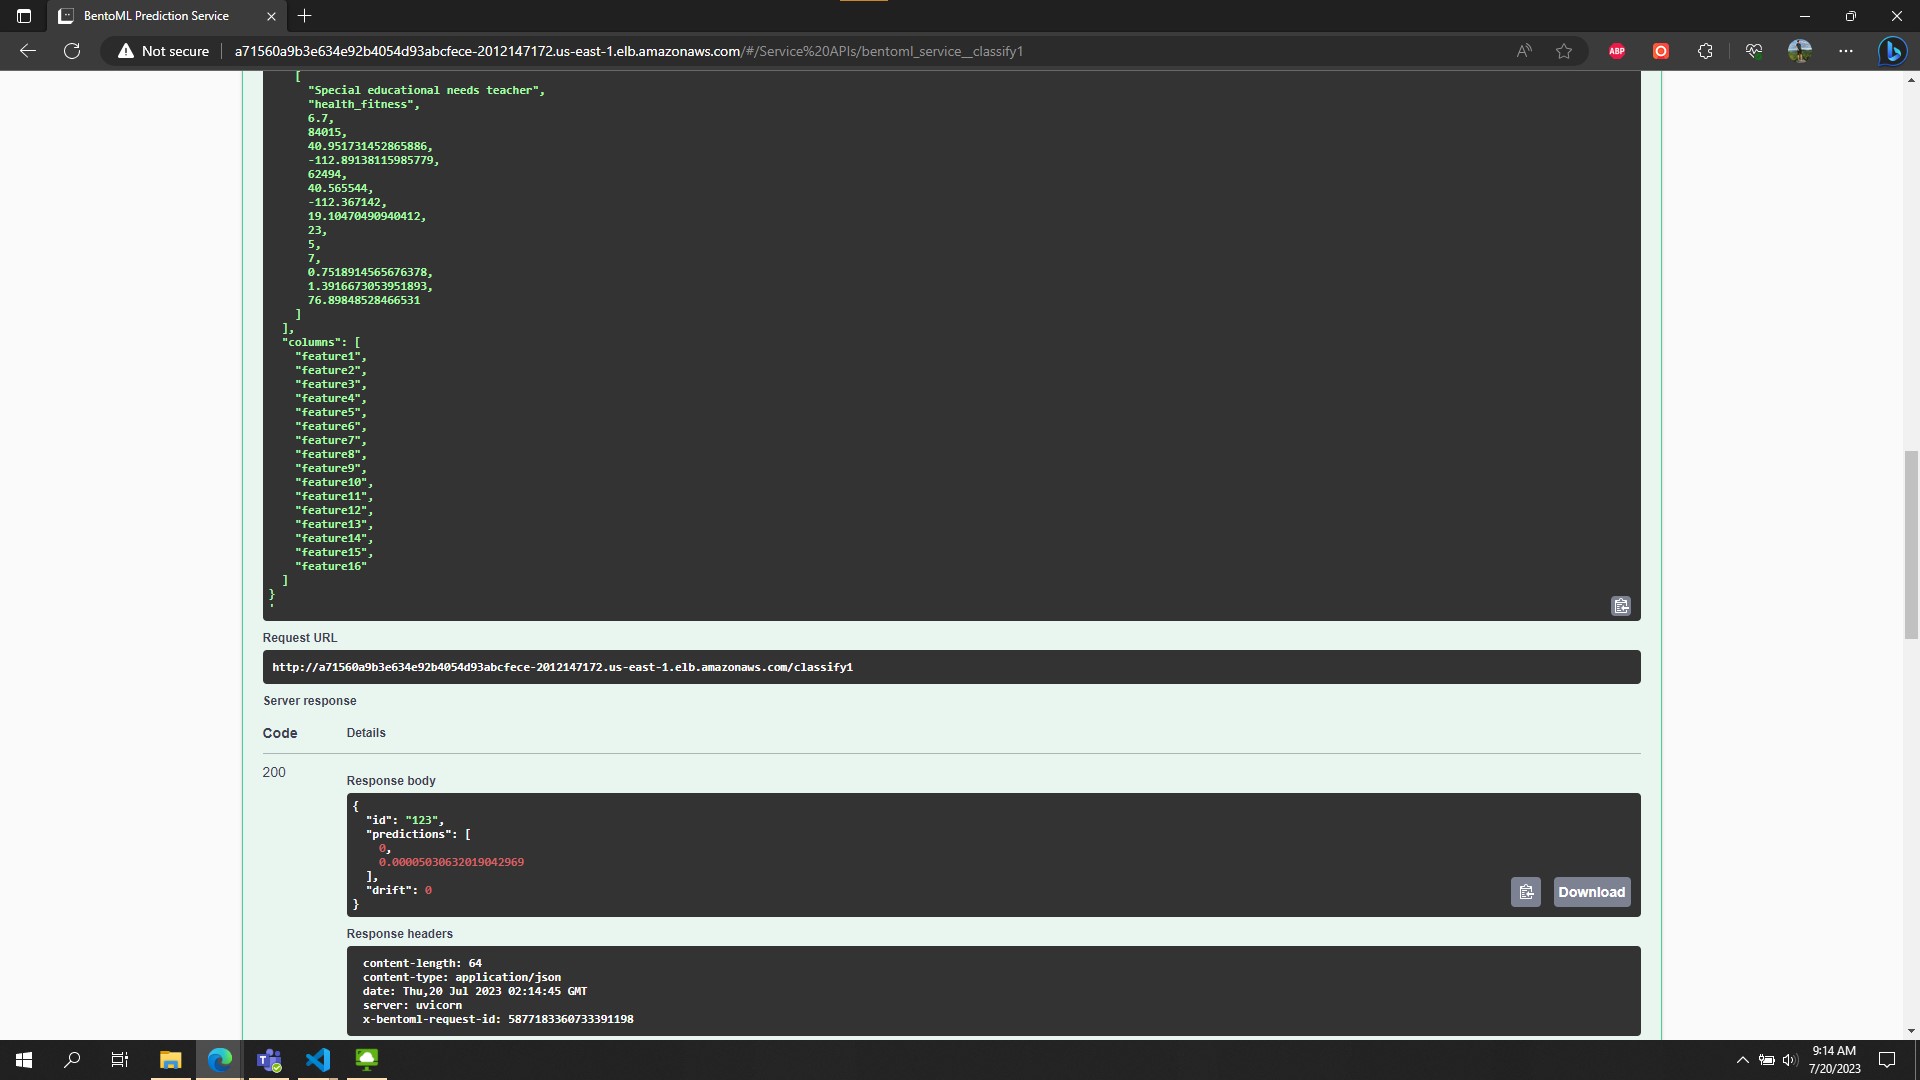 BentoML Prediction Service
Not secure
a71560a9b3e634e92b4054d93abcfece-2012147172.us-east-1.elb.amazonaws.com/#/Service%20APIs/bentoml_service__classify1
ABP
[
"Special educational needs teacher",
"health_fitness",
6.7,
84015,
40.951731452865886,
-112.89138115985779,
62494,
40.565544,
-112.367142,
19.10470490940412,
23,
5,
7,
0.7518914565676378,
1.3916673053951893,
76.89848528466531
]
],
"columns": [
"feature1",
"feature2",
"feature3",
"feature4",
"feature5",
"feature6",
"feature7",
"feature8",
"feature9",
"feature10",
"feature11",
"feature12",
"feature13",
"feature14",
"feature15",
"feature16"
]
}
'
Request URL
http://a71560a9b3e634e92b4054d93abcfece-2012147172.us-east-1.elb.amazonaws.com/classify1
Server response
Code Details
200
Response body
{
"id": "123",
"predictions": [
0,
0.00005030632019042969
],
"drift": 0
}
Download
Response headers
content-length: 64
content-type: application/json
date: Thu,20 Jul 2023 02:14:45 GMT
server: uvicorn
x-bentoml-request-id: 5877183360733391198
9:14 AM
7/20/2023